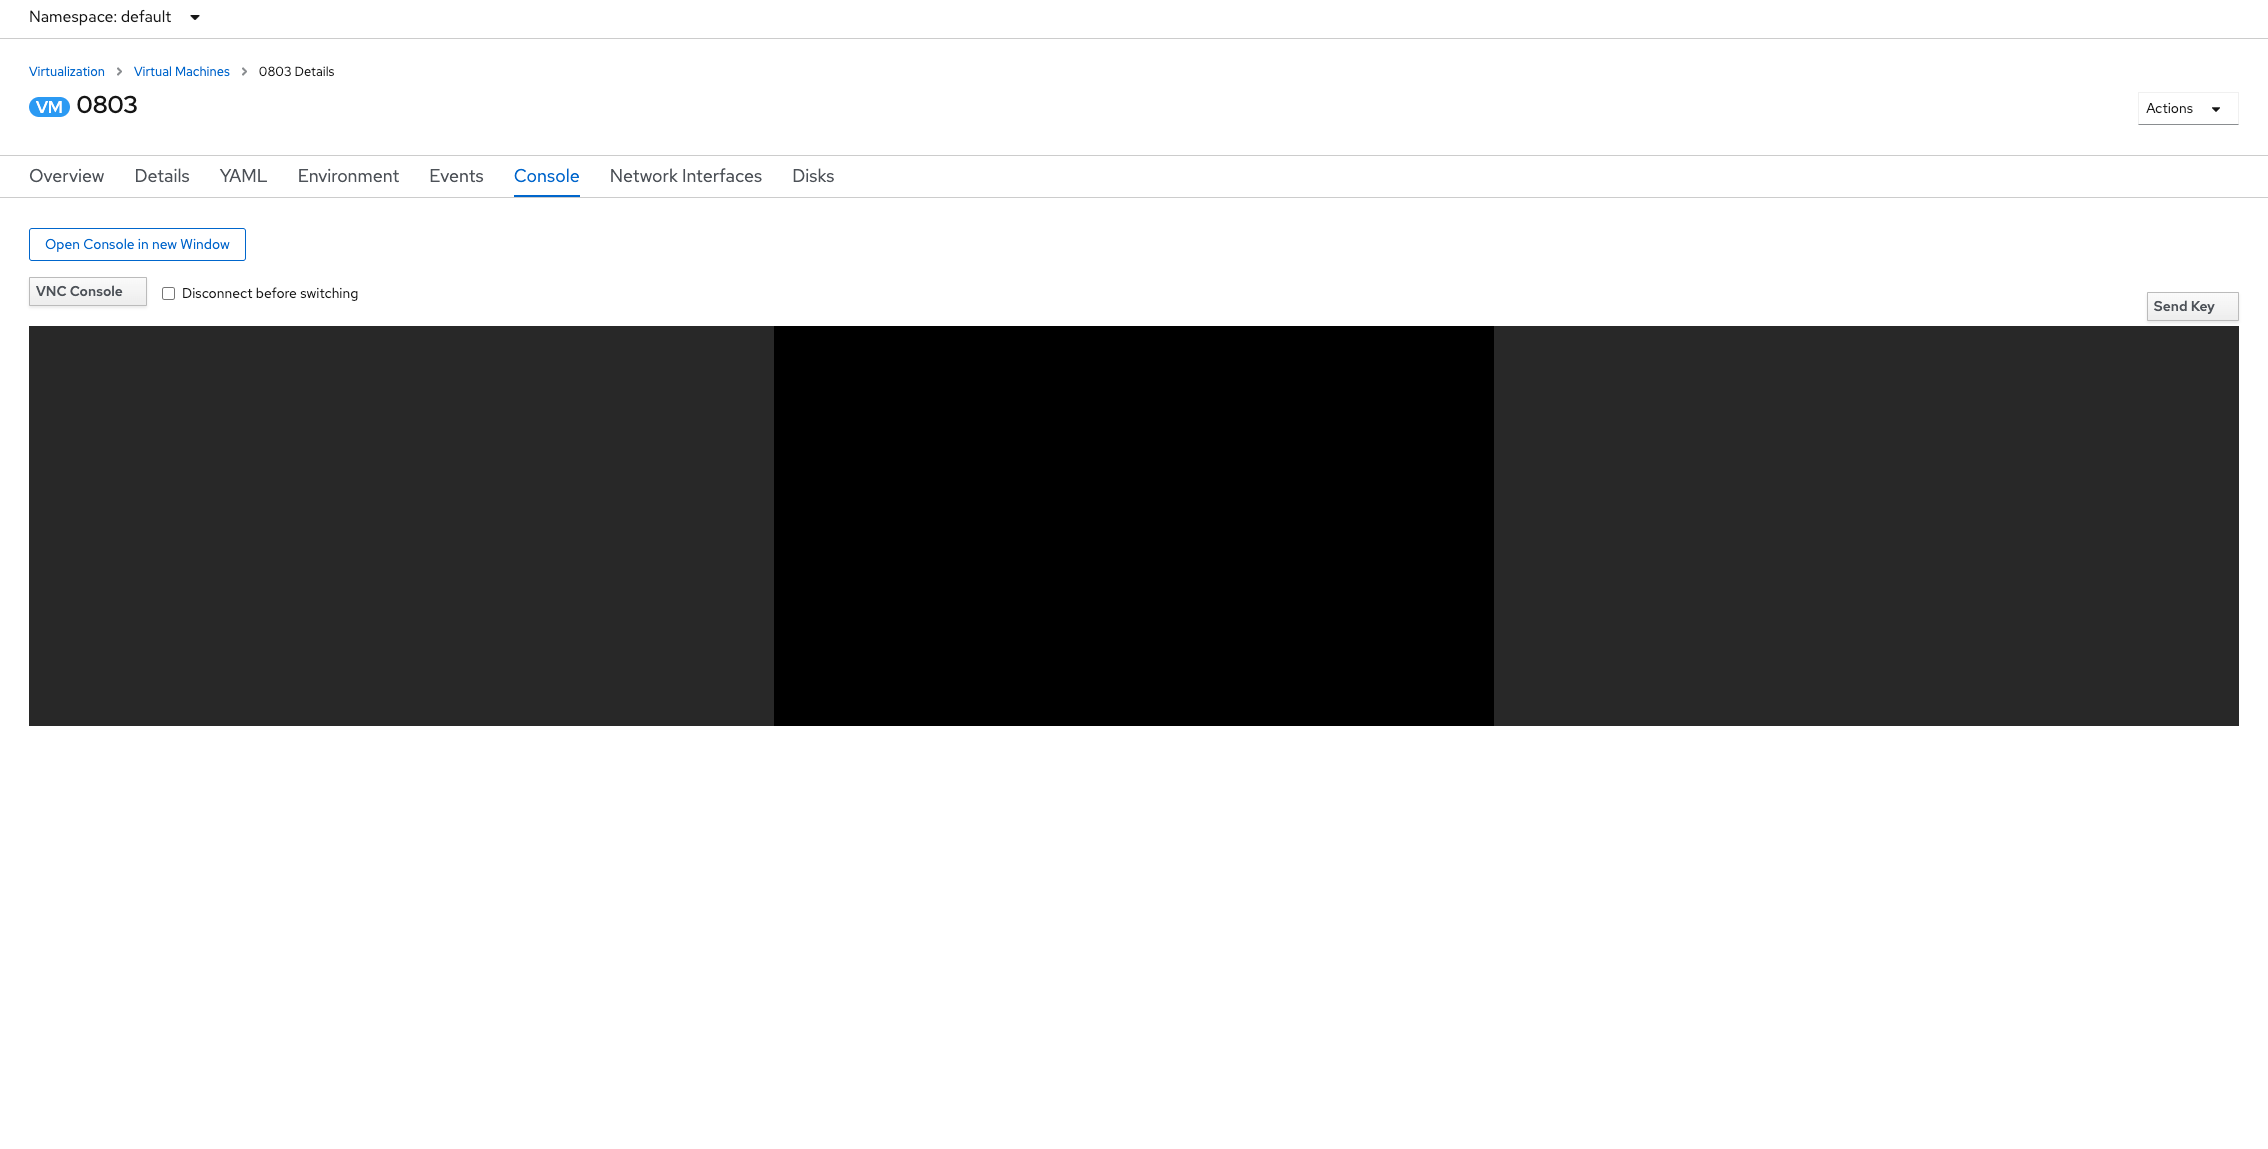 Namespace: default
Virtualization > Virtual Machines > 0803 Details
VM 0803
Actions
Overview Details YAML Environment Events Console Network Interfaces Disks
Open Console in new Window
VNC Console Disconnect before switching
Send Key